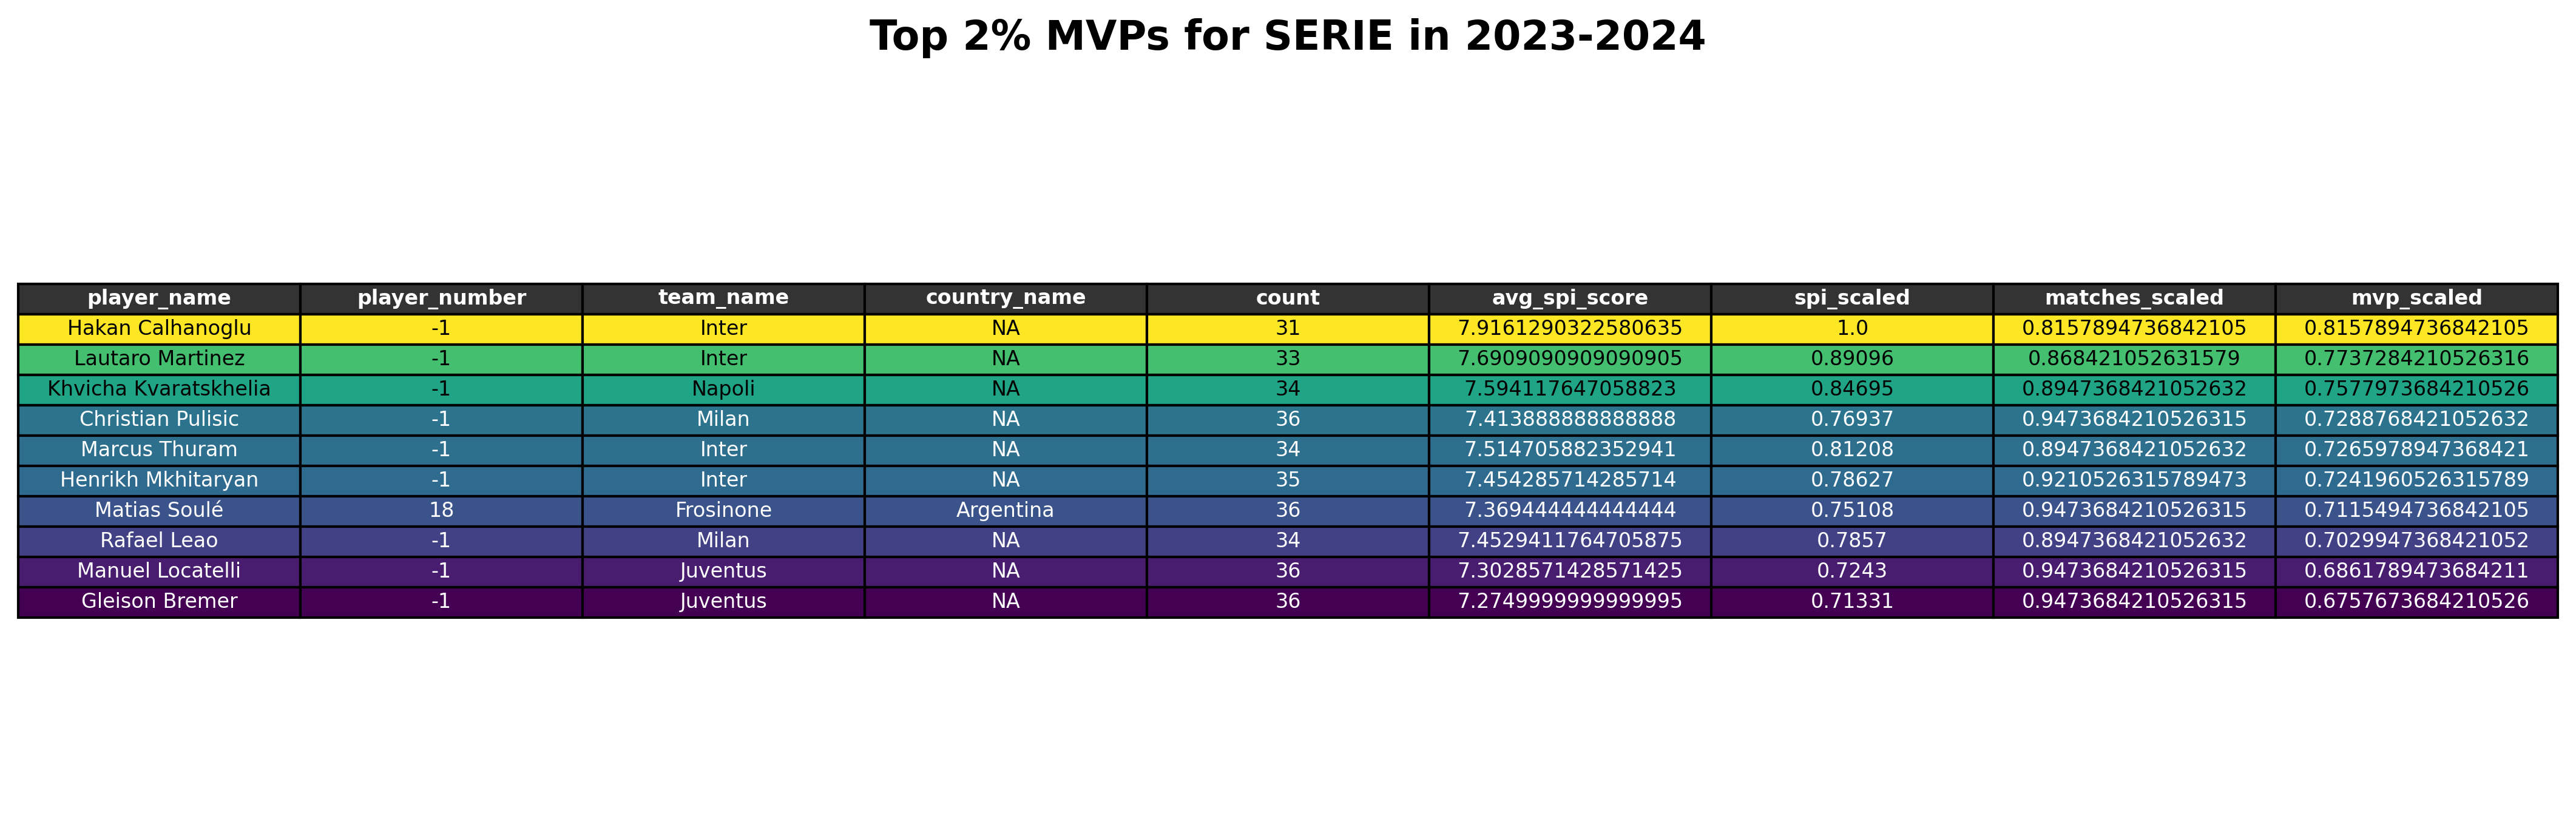 Top 2% MVPs for SERIE in 2023-2024
player_name player_number team_name country_name count avg_spi_score spi_scaled matches_scaled mvp_scaled
Hakan Calhanoglu -1 Inter NA 31 7.9161290322580635 1.0 0.8157894736842105 0.8157894736842105
Lautaro Martinez -1 Inter NA 33 7.6909090909090905 0.89096 0.868421052631579 0.7737284210526316
Khvicha Kvaratskhelia -1 Napoli NA 34 7.594117647058823 0.84695 0.8947368421052632 0.7577973684210526
Christian Pulisic -1 Milan NA 36 7.413888888888888 0.76937 0.9473684210526315 0.7288768421052632
Marcus Thuram -1 Inter NA 34 7.514705882352941 0.81208 0.8947368421052632 0.7265978947368421
Henrikh Mkhitaryan -1 Inter NA 35 7.454285714285714 0.78627 0.9210526315789473 0.7241960526315789
Matias Soulé 18 Frosinone Argentina 36 7.369444444444444 0.75108 0.9473684210526315 0.7115494736842105
Rafael Leao -1 Milan NA 34 7.4529411764705875 0.7857 0.8947368421052632 0.7029947368421052
Manuel Locatelli -1 Juventus NA 36 7.3028571428571425 0.7243 0.9473684210526315 0.6861789473684211
Gleison Bremer -1 Juventus NA 36 7.2749999999999995 0.71331 0.9473684210526315 0.6757673684210526